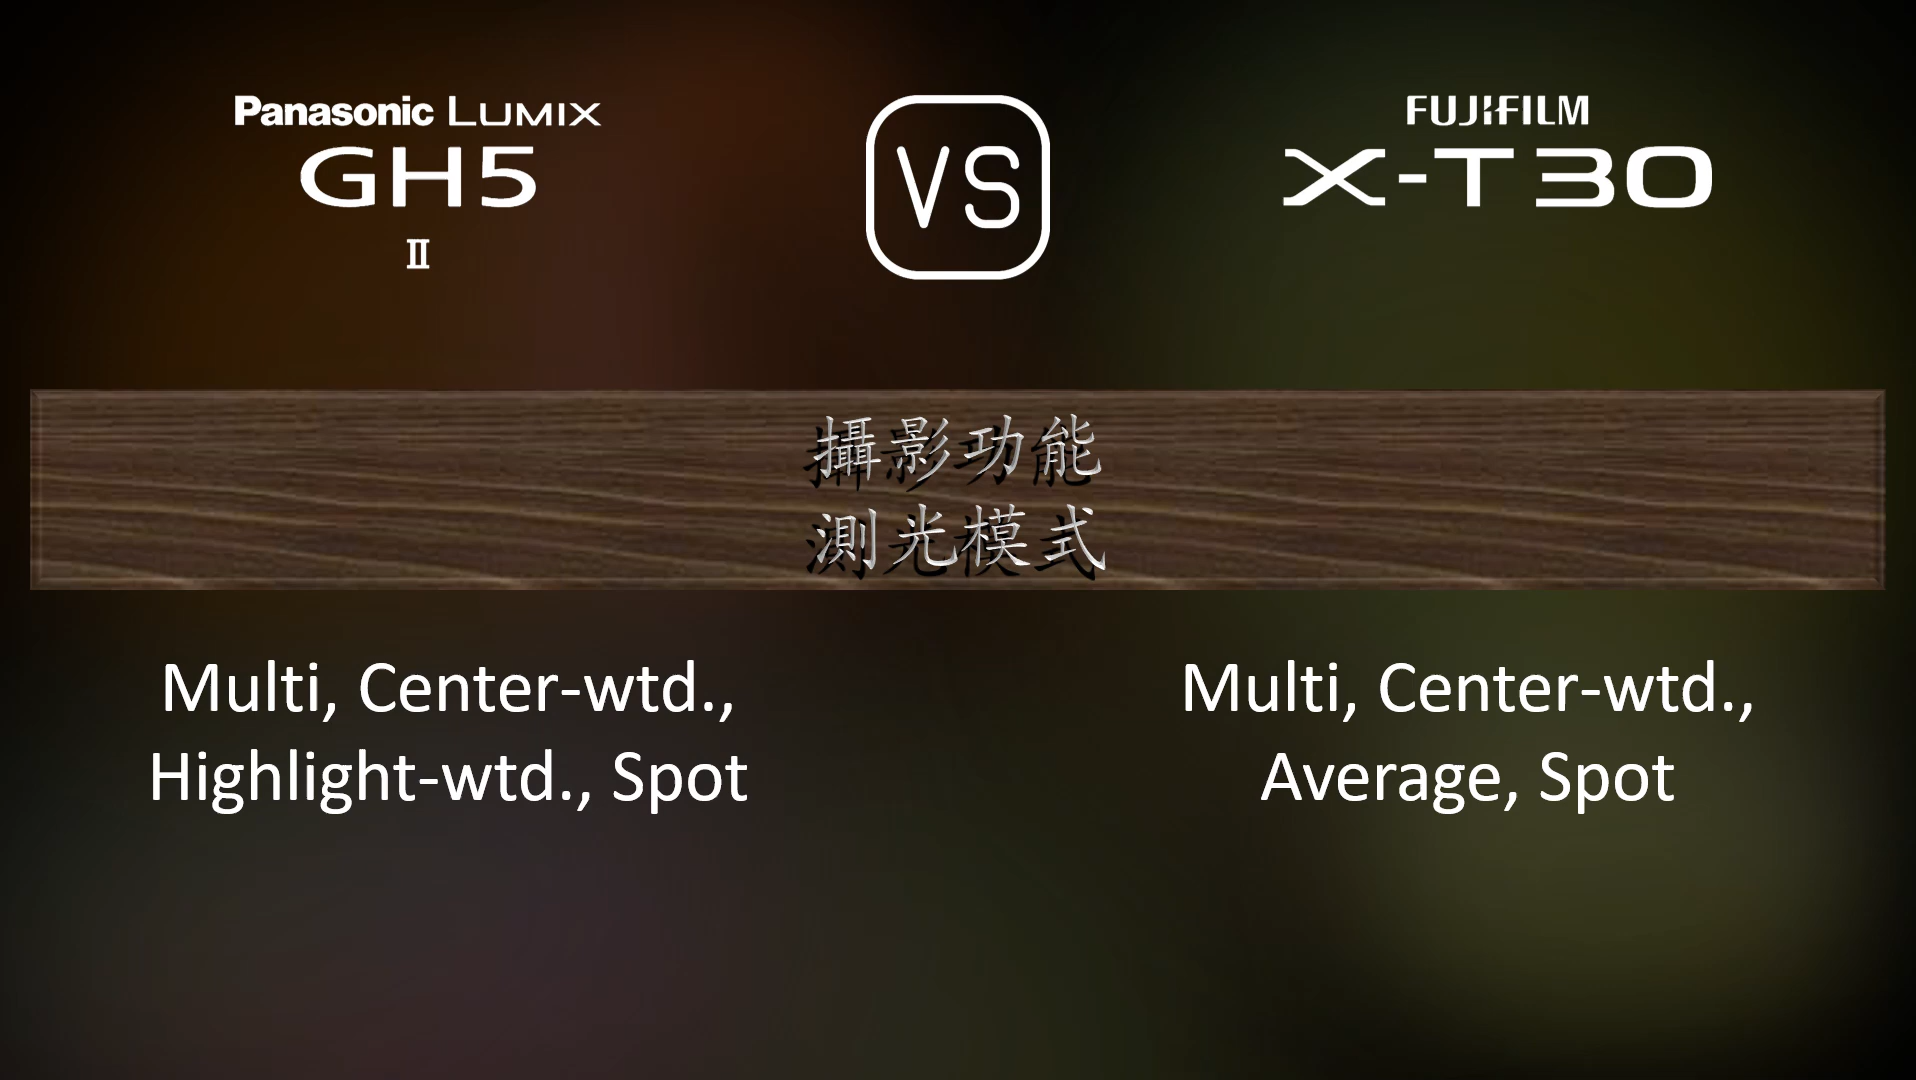 Panasonic LUMIX
GH5
II
VS
FUJIFILM
X-T30
攝影功能
測光模式
Multi, Center-wtd.,
Highlight-wtd., Spot
Multi, Center-wtd.,
Average, Spot